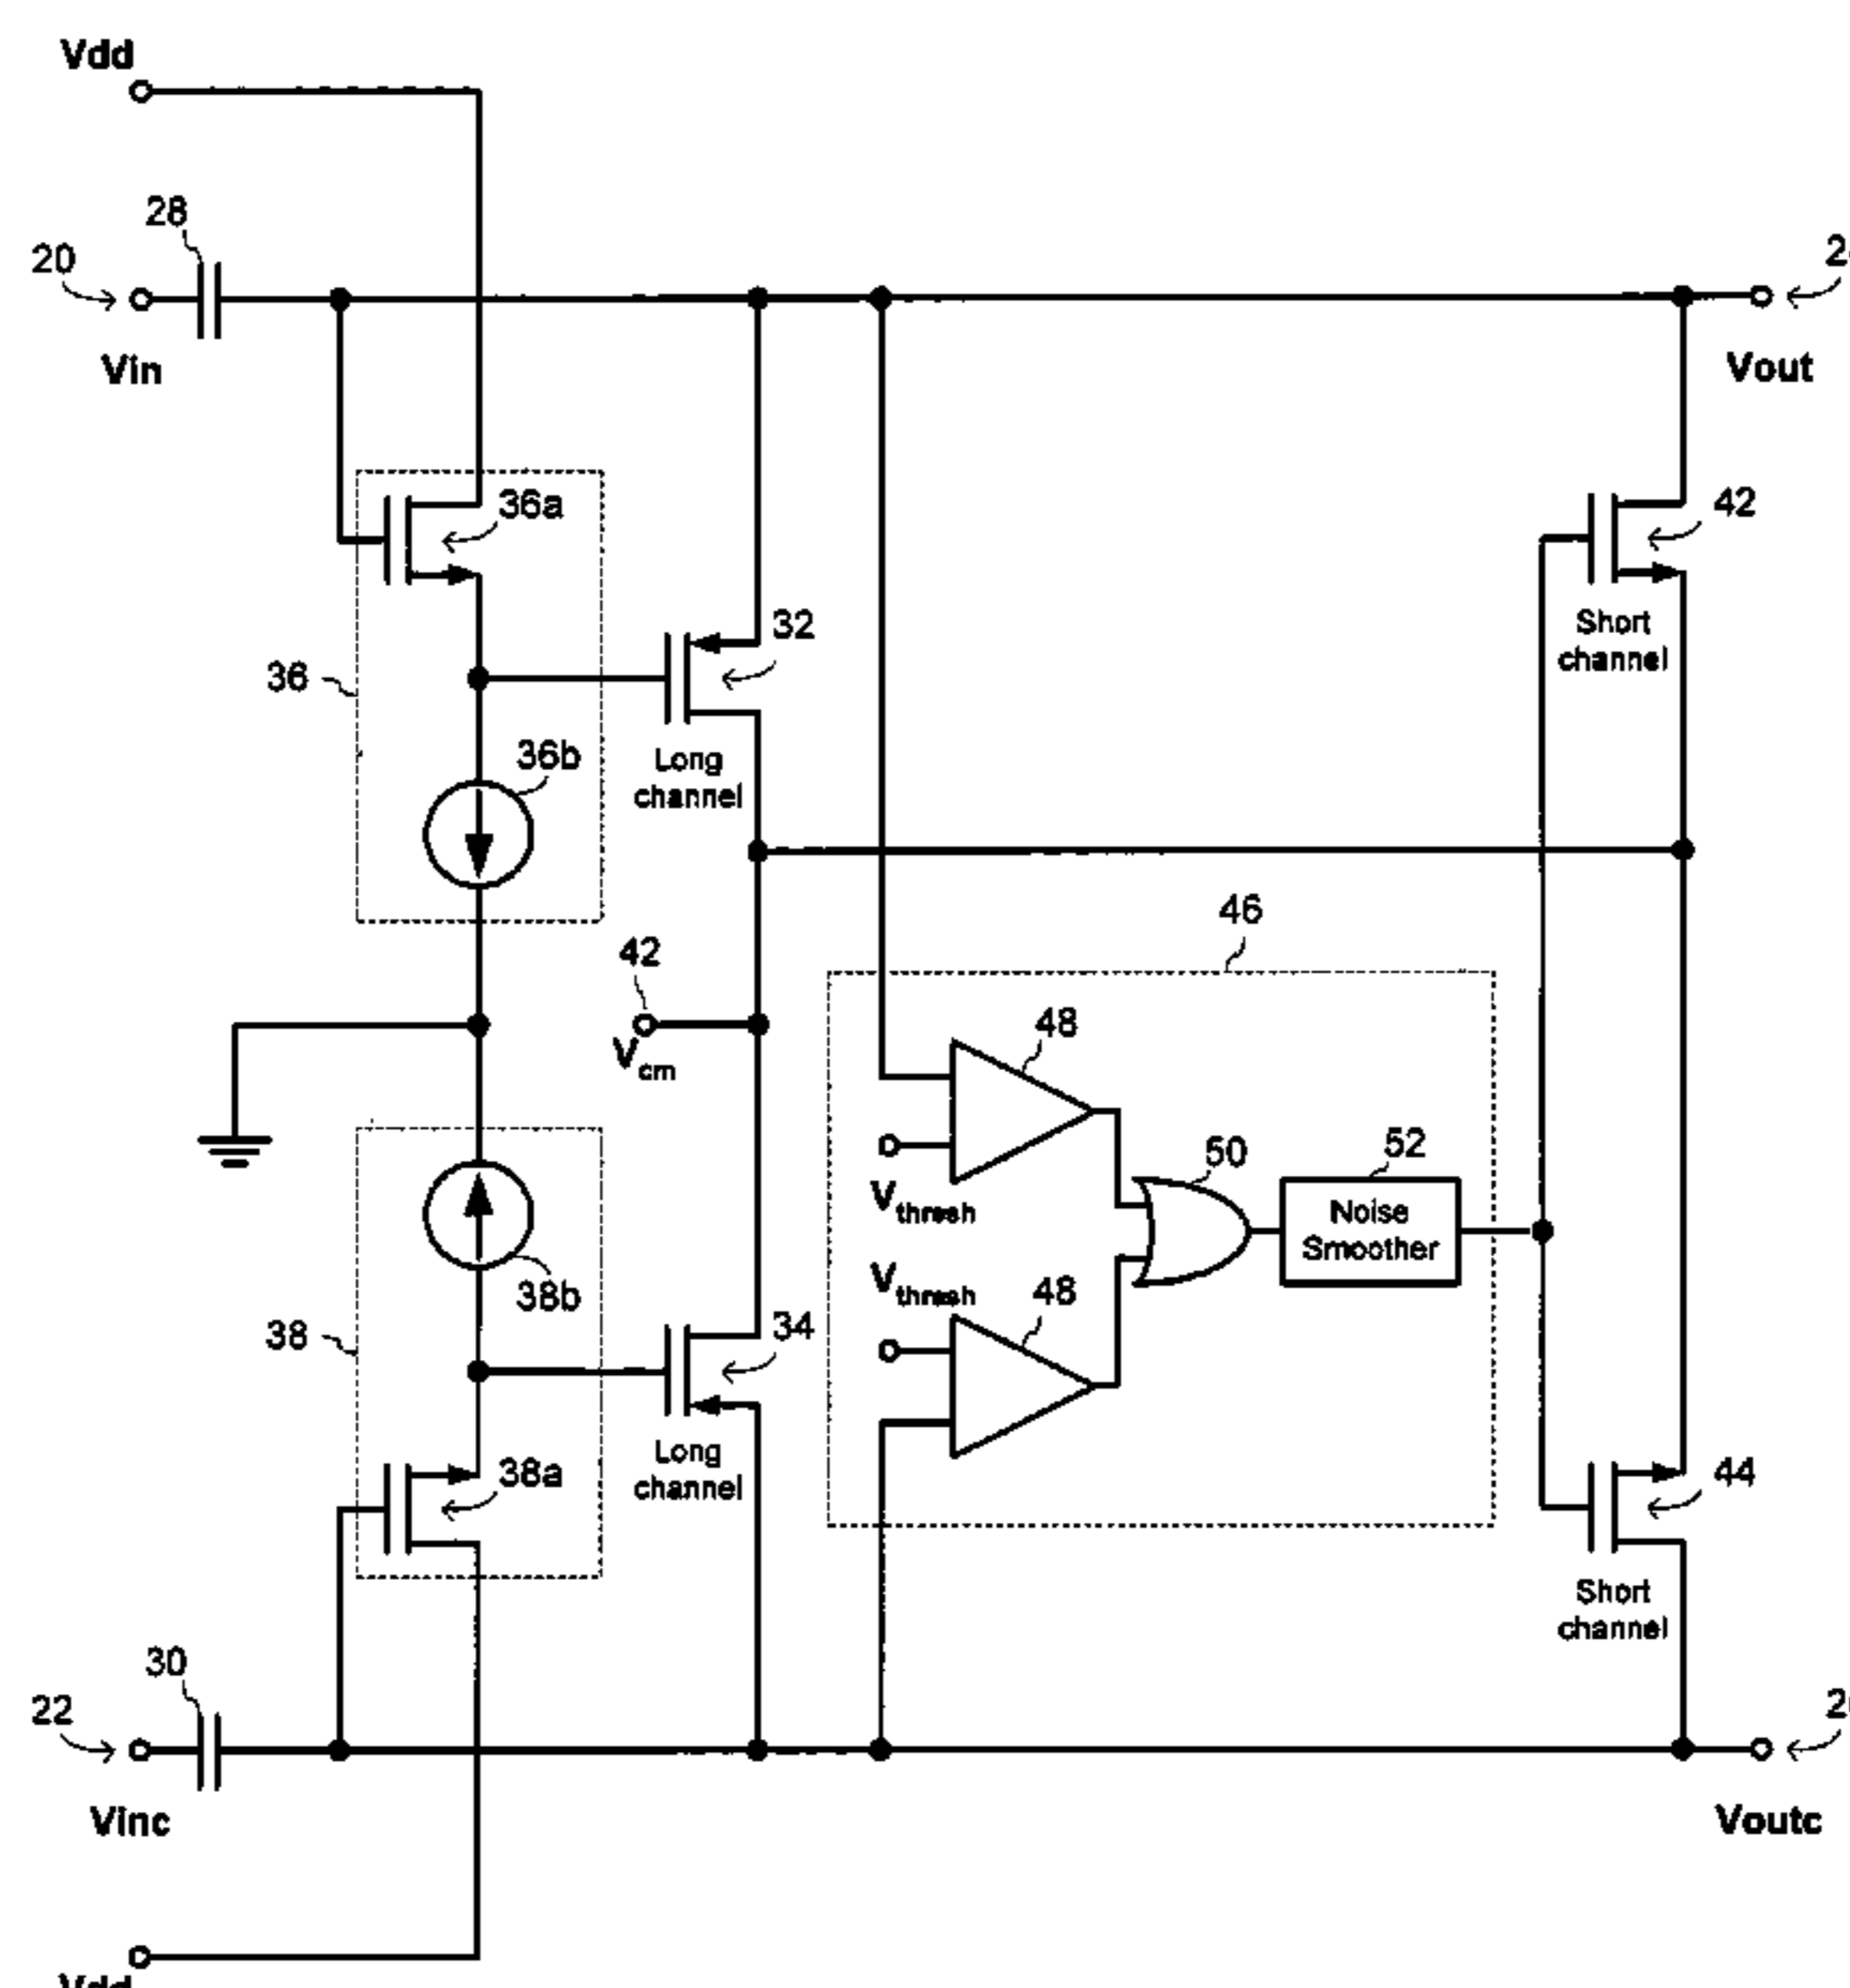 Vdd
28
20
Vin
Vout
36a
42
32
Short
channel
36
36b
Long
channel
46
42
Vcm
48
50
52
Vthresh
Noise
Smoother
Vthresh
48
38b
38
34
38a
44
Long
channel
Short
channel
30
22
Vinc
Voutc
Vdd